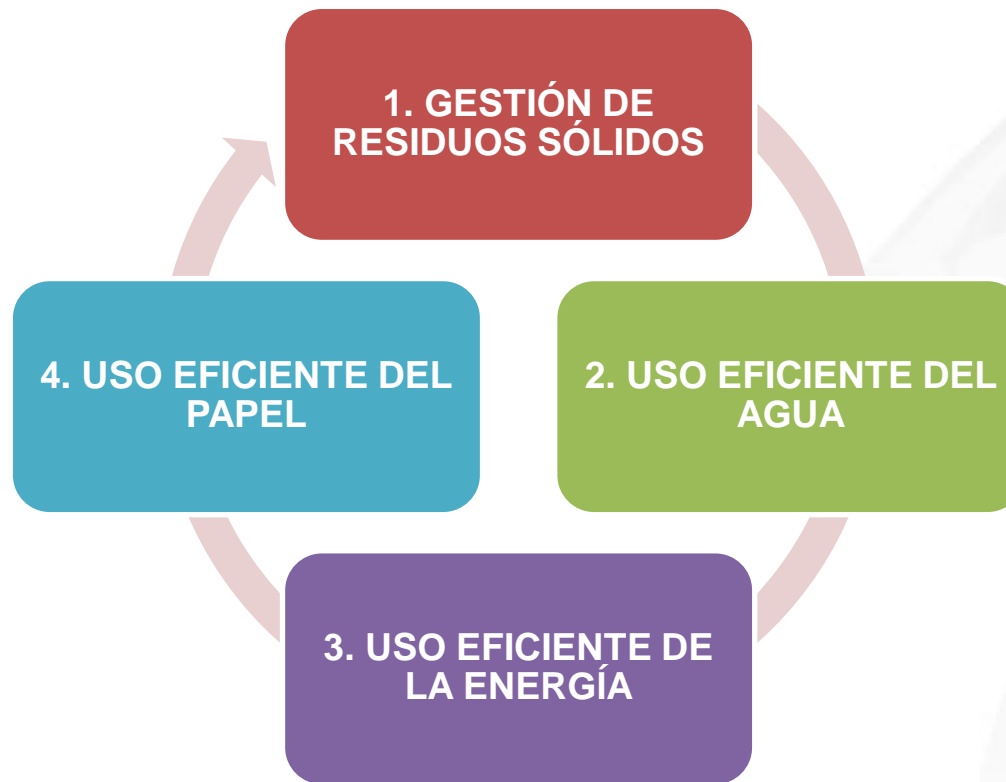 1. GESTIÓN DE
RESIDUOS SÓLIDOS
2. USO EFICIENTE DEL
AGUA
3. USO EFICIENTE DE
LA ENERGÍA
4. USO EFICIENTE DEL
PAPEL